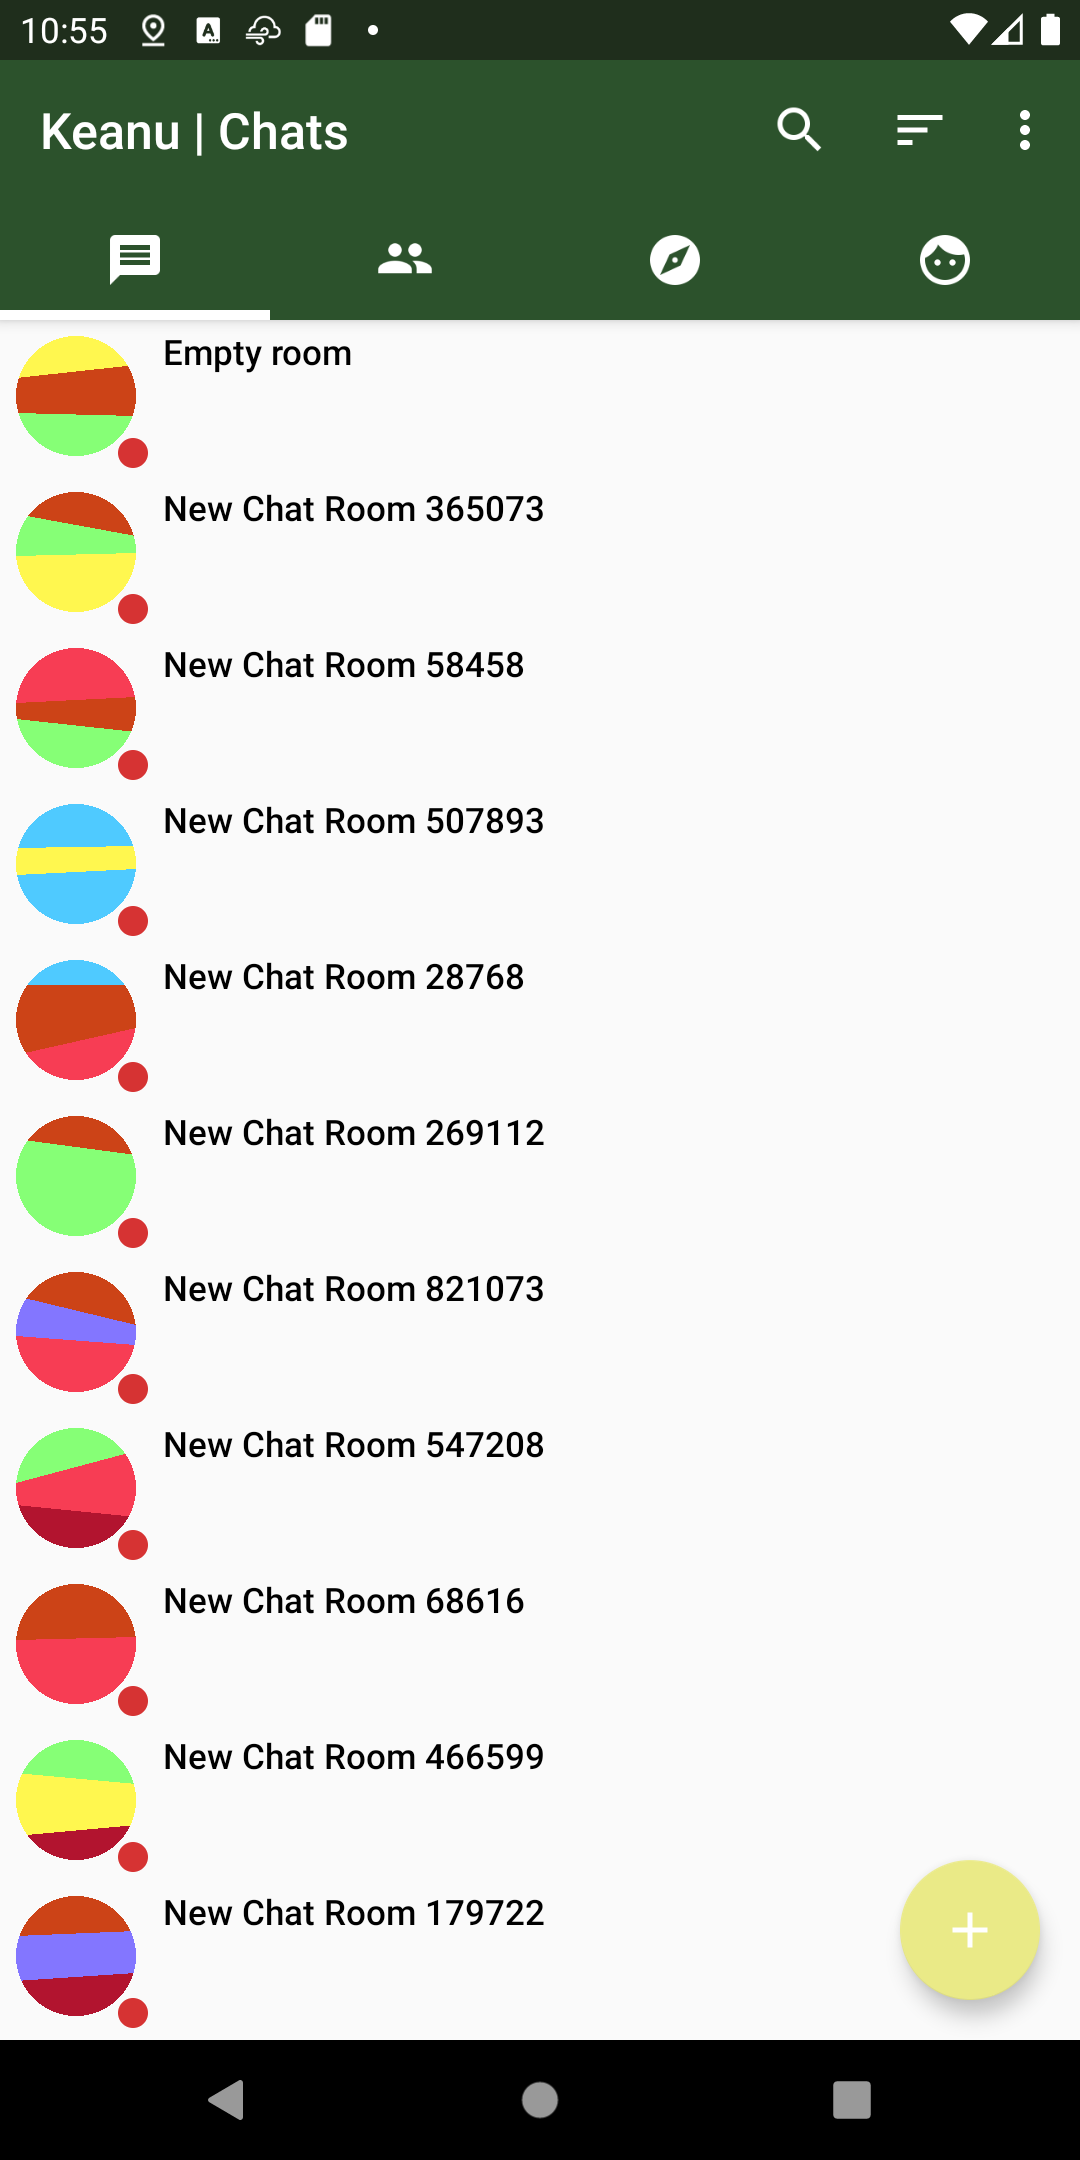 10:55
Keanu | Chats
Empty room
New Chat Room 365073
New Chat Room 58458
New Chat Room 507893
New Chat Room 28768
New Chat Room 269112
New Chat Room 821073
New Chat Room 547208
New Chat Room 68616
New Chat Room 466599
New Chat Room 179722